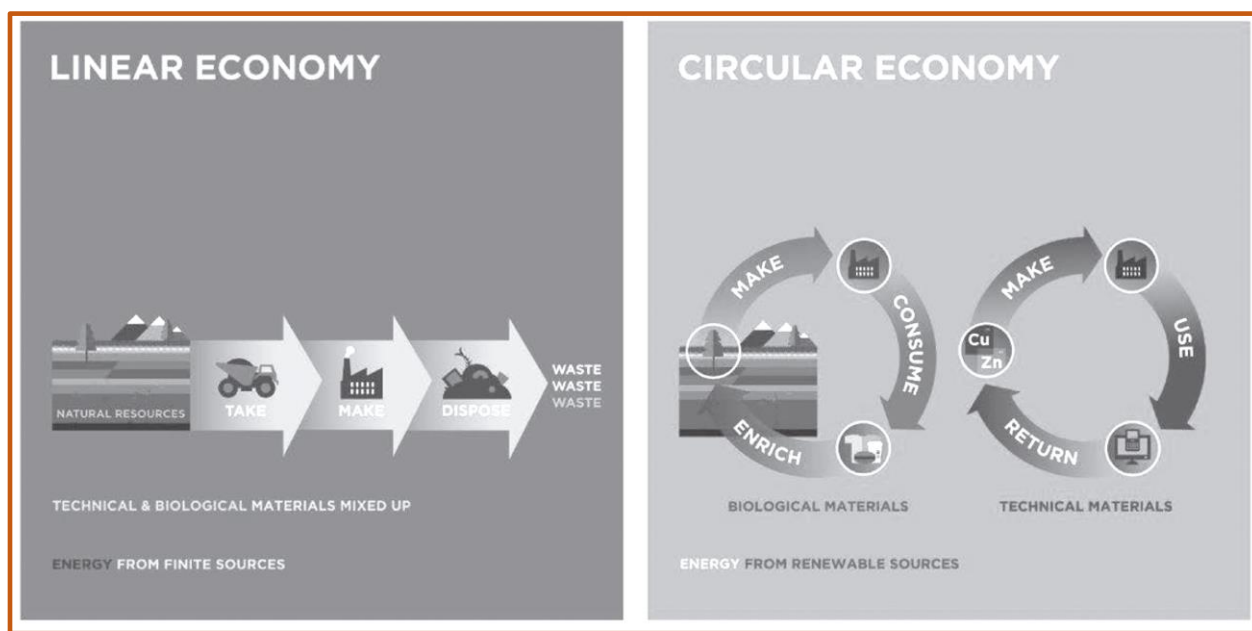 LINEAR ECONOMY
NATURAL RESOURCES
TAKE
MAKE
DISPOSE
WASTE
WASTE
WASTE
TECHNICAL & BIOLOGICAL MATERIALS MIXED UP
ENERGY FROM FINITE SOURCES
CIRCULAR ECONOMY
MAKE
CONSUME
ENRICH
BIOLOGICAL MATERIALS
MAKE
USE
RETURN
Cu
Zn
TECHNICAL MATERIALS
ENERGY FROM RENEWABLE SOURCES